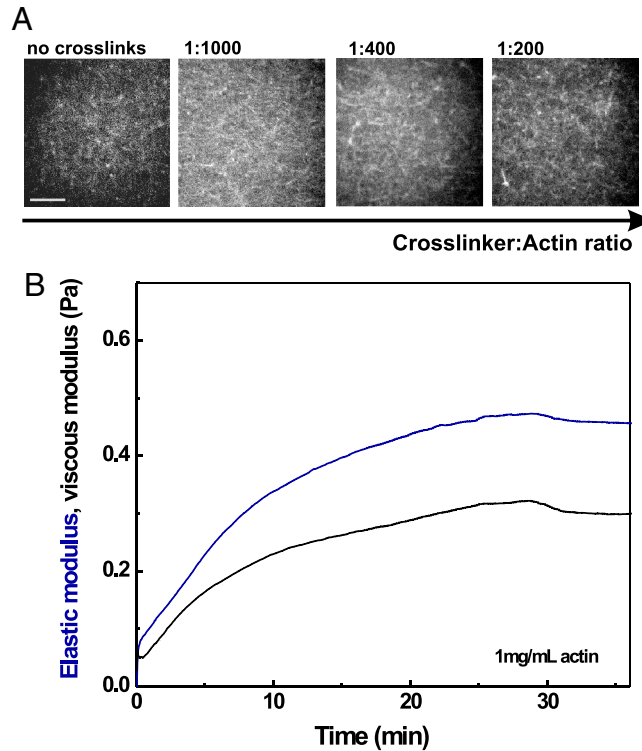 A
no crosslinks 1:1000 1:400 1:200
Crosslinker:Actin ratio
B
Elastic modulus, viscous modulus (Pa)
0.6
0.4
0.2
0.0
1mg/mL actin
0 10 20 30
Time (min)